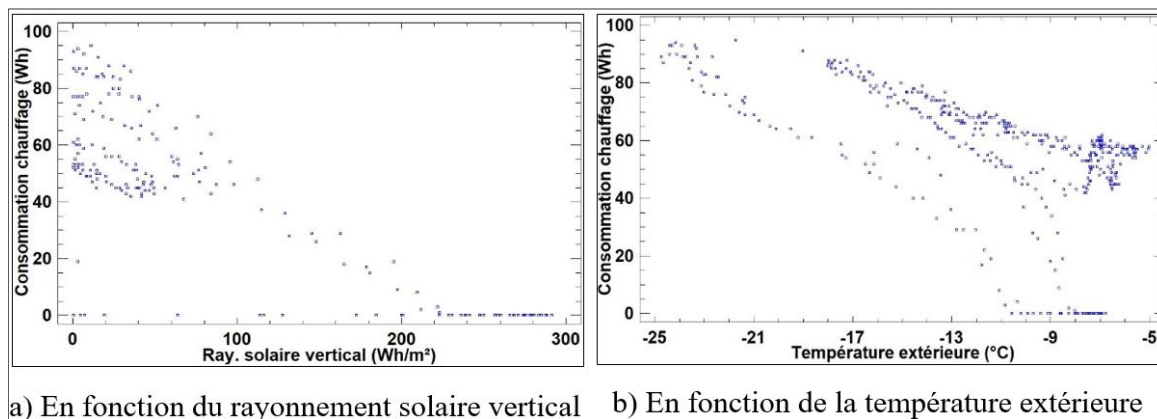 Consommation chauffage (Wh)
100
80
60
40
20
0
0 100 200 300
Ray. solaire vertical (Wh/m²)
a) En fonction du rayonnement solaire vertical
Consommation chauffage (Wh)
100
80
60
40
20
0
-25 -21 -17 -13 -9 -5
Température extérieure (°C)
b) En fonction de la température extérieure